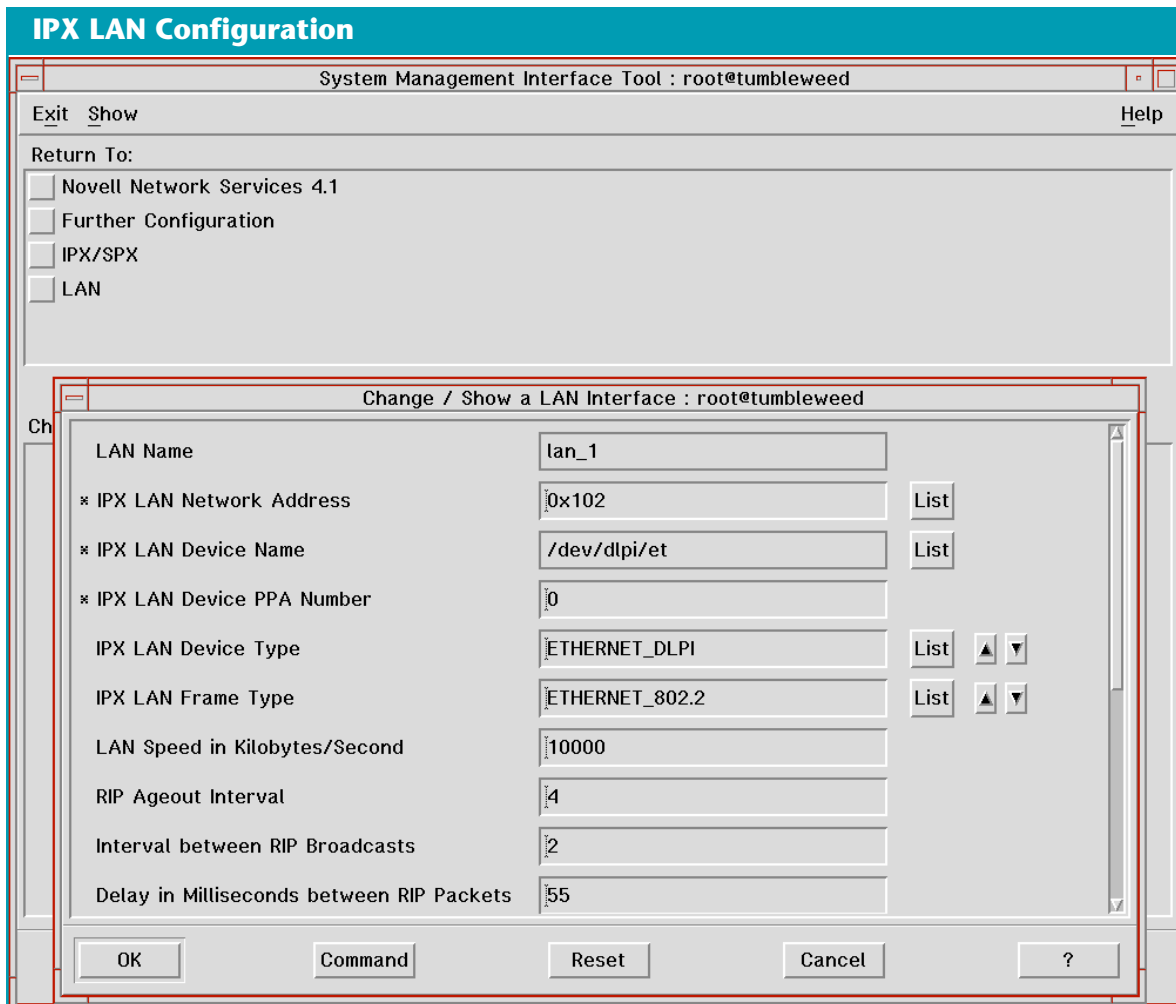 IPX LAN Configuration
System Management Interface Tool : root@tumbleweed
Exit Show Help
Return To:
Novell Network Services 4.1
Further Configuration
IPX/SPX
LAN
Change / Show a LAN Interface : root@tumbleweed
Ch
LAN Name lan_1
* IPX LAN Network Address 0x102 List
* IPX LAN Device Name /dev/dlpi/et List
* IPX LAN Device PPA Number 0
IPX LAN Device Type ETHERNET_DLPI List ▲ ▼
IPX LAN Frame Type ETHERNET_802.2 List ▲ ▼
LAN Speed in Kilobytes/Second 10000
RIP Ageout Interval 4
Interval between RIP Broadcasts 2
Delay in Milliseconds between RIP Packets 55
OK Command Reset Cancel ?